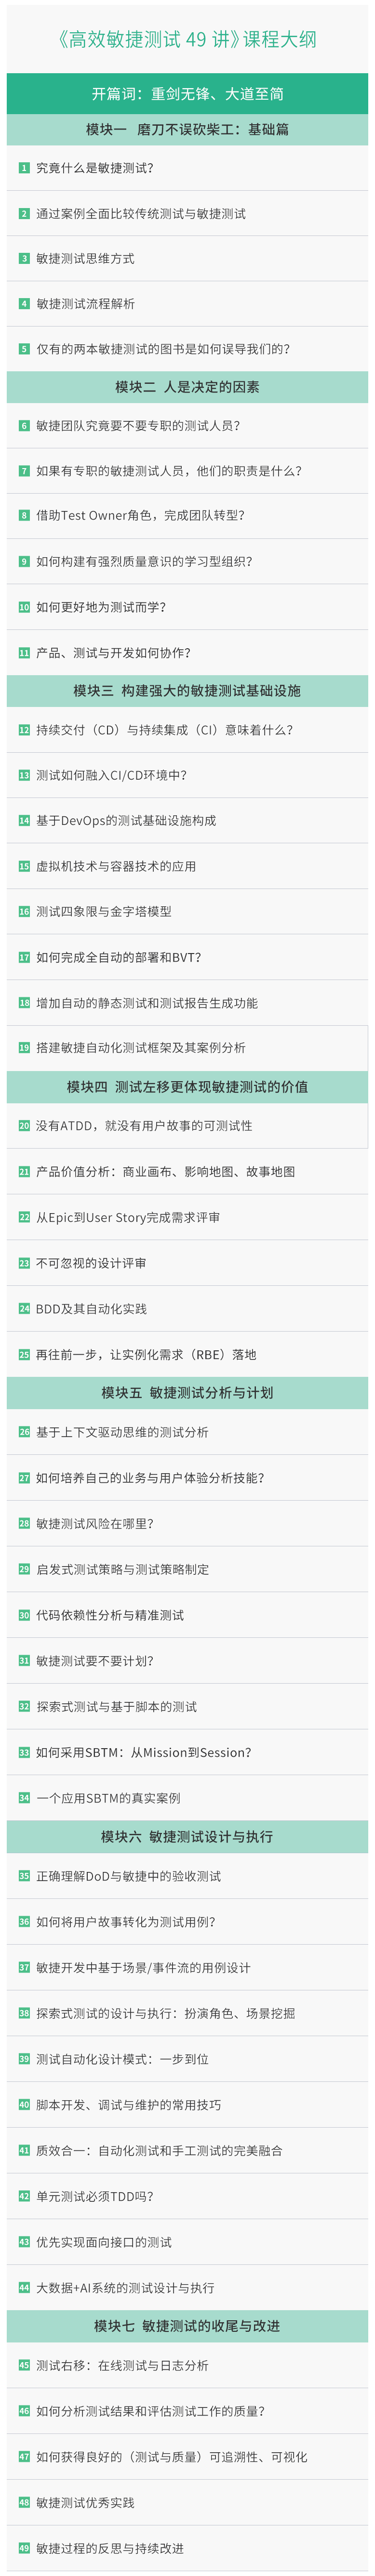 《高效敏捷测试 49 讲》课程大纲
开篇词：重剑无锋、大道至简
模块一 磨刀不误砍柴工：基础篇
1 究竟什么是敏捷测试？
2 通过案例全面比较传统测试与敏捷测试
3 敏捷测试思维方式
4 敏捷测试流程解析
5 仅有的两本敏捷测试的图书是如何误导我们的？
模块二 人是决定的因素
6 敏捷团队究竟要不要专职的测试人员？
7 如果有专职的敏捷测试人员，他们的职责是什么？
8 借助Test Owner角色，完成团队转型？
9 如何构建有强烈质量意识的学习型组织？
10 如何更好地为测试而学？
11 产品、测试与开发如何协作？
模块三 构建强大的敏捷测试基础设施
12 持续交付（CD）与持续集成（CI）意味着什么？
13 测试如何融入CI/CD环境中？
14 基于DevOps的测试基础设施构成
15 虚拟机技术与容器技术的应用
16 测试四象限与金字塔模型
17 如何完成全自动的部署和BVT？
18 增加自动的静态测试和测试报告生成功能
19 搭建敏捷自动化测试框架及其案例分析
模块四 测试左移更体现敏捷测试的价值
20 没有ATDD，就没有用户故事的可测试性
21 产品价值分析：商业画布、影响地图、故事地图
22 从Epic到User Story完成需求评审
23 不可忽视的设计评审
24 BDD及其自动化实践
25 再往前一步，让实例化需求（RBE）落地
模块五 敏捷测试分析与计划
26 基于上下文驱动思维的测试分析
27 如何培养自己的业务与用户体验分析技能？
28 敏捷测试风险在哪里？
29 启发式测试策略与测试策略制定
30 代码依赖性分析与精准测试
31 敏捷测试要不要计划？
32 探索式测试与基于脚本的测试
33 如何采用SBTM：从Mission到Session？
34 一个应用SBTM的真实案例
模块六 敏捷测试设计与执行
35 正确理解DoD与敏捷中的验收测试
36 如何将用户故事转化为测试用例？
37 敏捷开发中基于场景/事件流的用例设计
38 探索式测试的设计与执行：扮演角色、场景挖掘
39 测试自动化设计模式：一步到位
40 脚本开发、调试与维护的常用技巧
41 质效合一：自动化测试和手工测试的完美融合
42 单元测试必须TDD吗？
43 优先实现面向接口的测试
44 大数据+AI系统的测试设计与执行
模块七 敏捷测试的收尾与改进
45 测试右移：在线测试与日志分析
46 如何分析测试结果和评估测试工作的质量？
47 如何获得良好的（测试与质量）可追溯性、可视化
48 敏捷测试优秀实践
49 敏捷过程的反思与持续改进